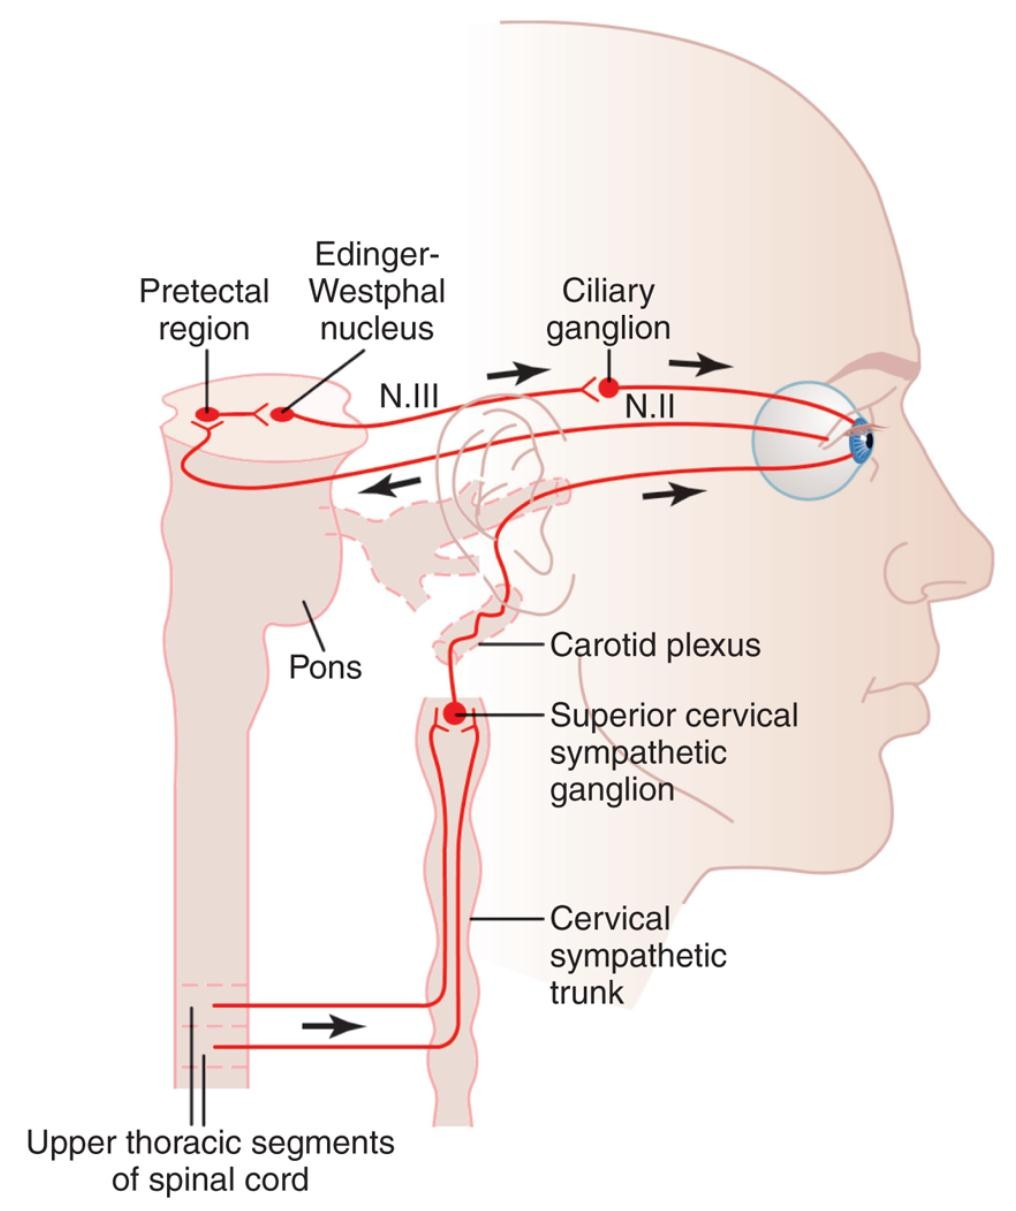 Edinger-
Westphal
nucleus
Pretectal
region
Ciliary
ganglion
N.III
N.II
Pons
Carotid plexus
Superior cervical
sympathetic
ganglion
Cervical
sympathetic
trunk
Upper thoracic segments
of spinal cord